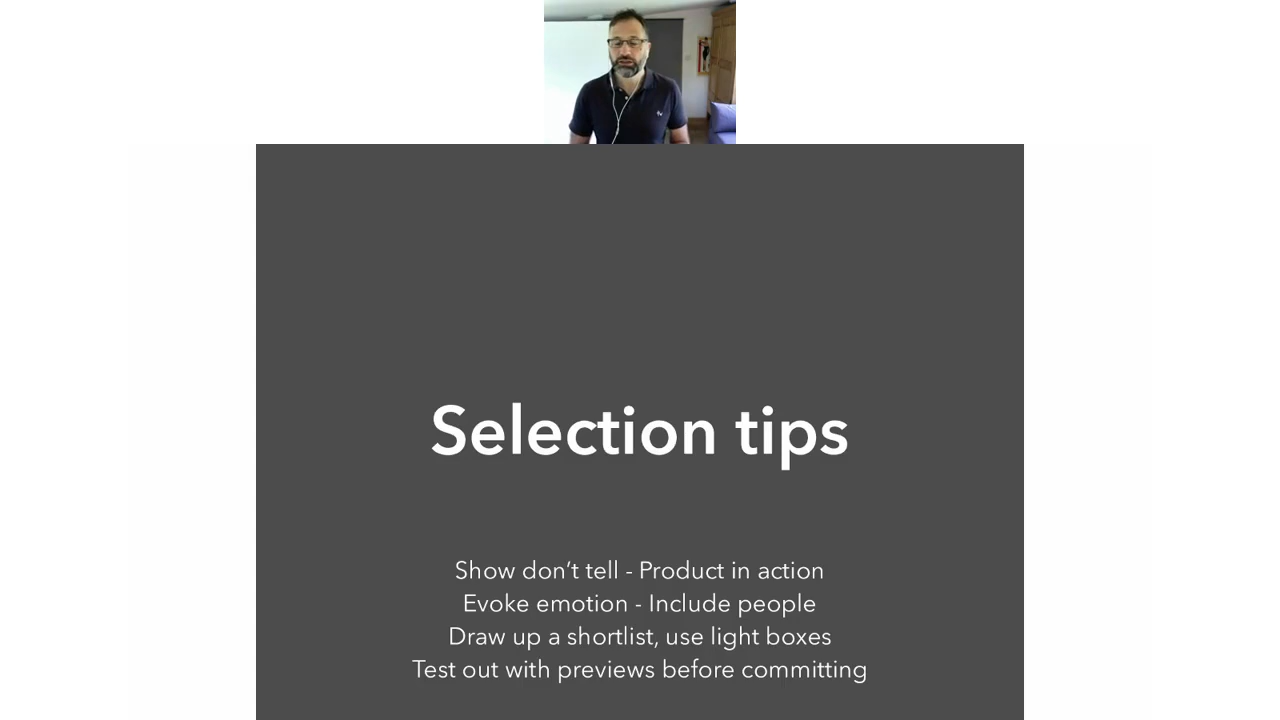 Selection tips
Show don’t tell - Product in action
Evoke emotion - Include people
Draw up a shortlist, use light boxes
Test out with previews before committing